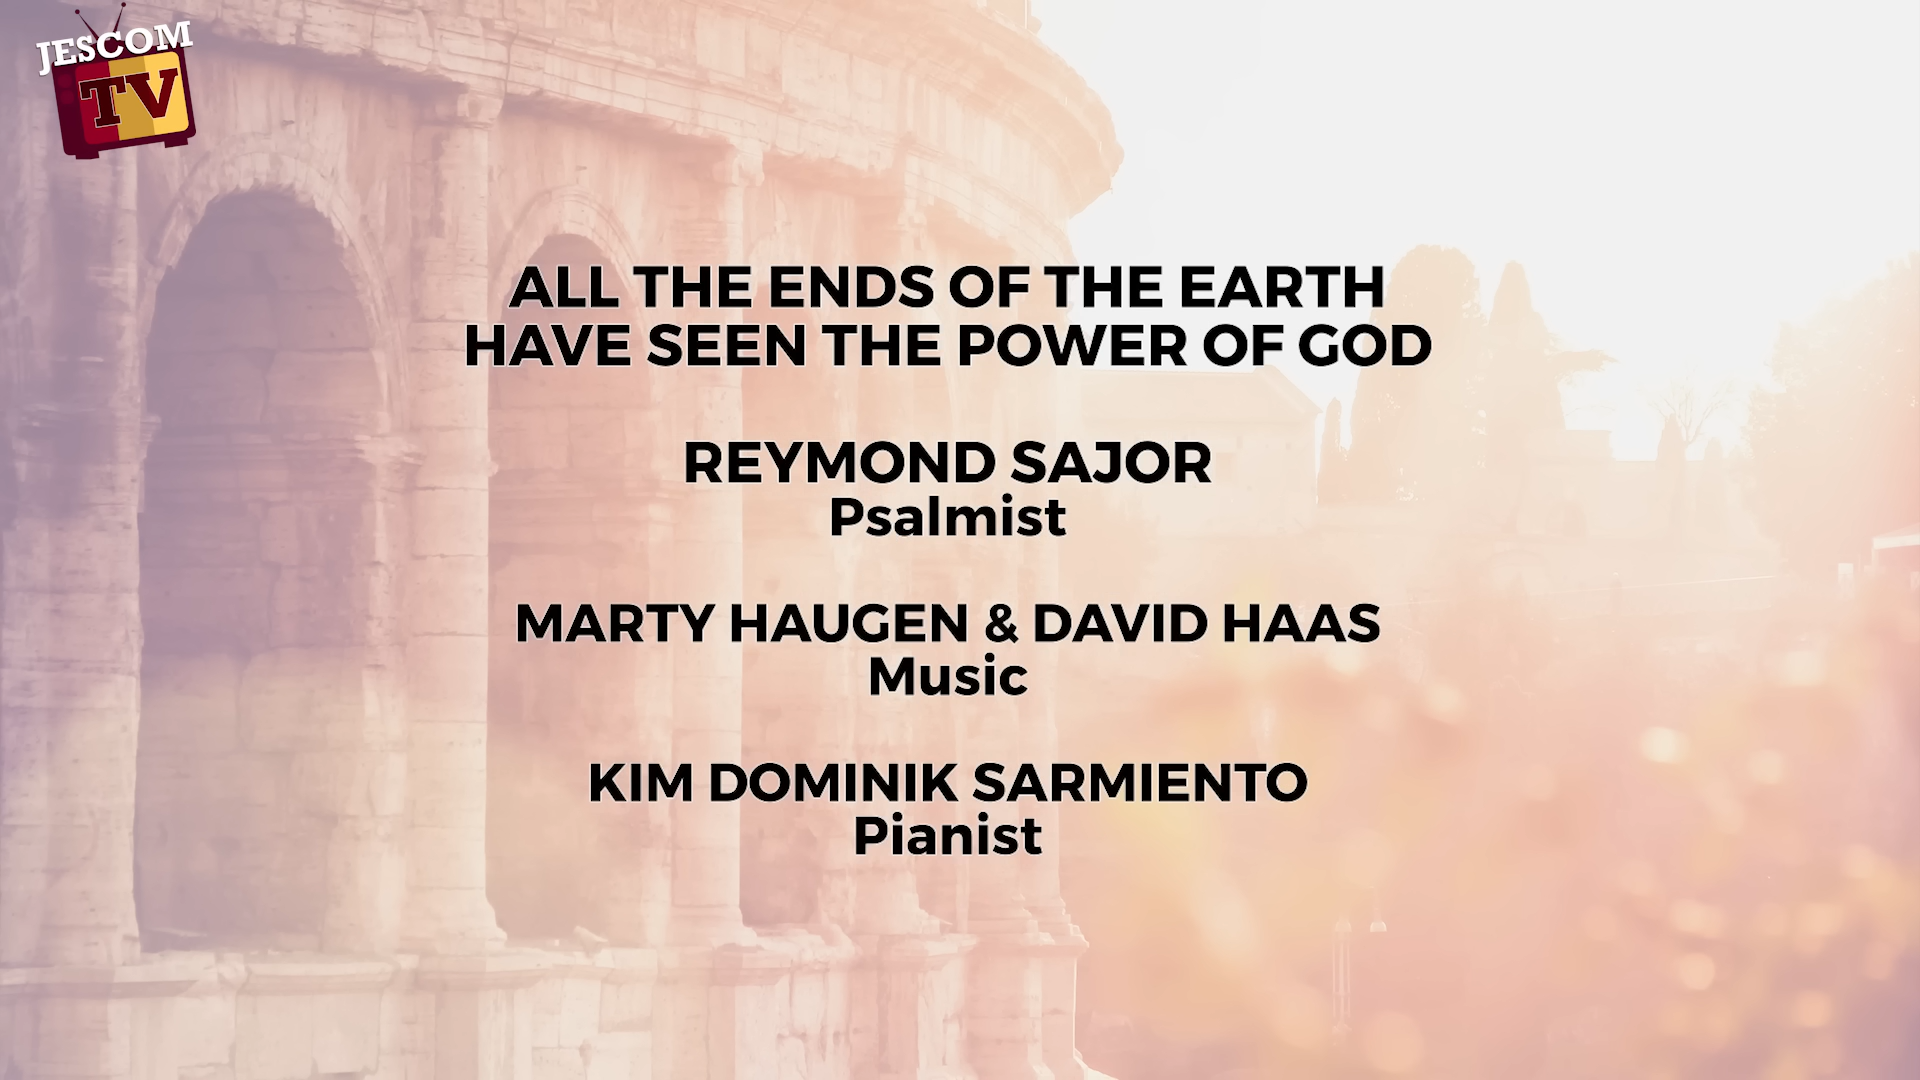 JESCOM
TV
ALL THE ENDS OF THE EARTH
HAVE SEEN THE POWER OF GOD
REYMOND SAJOR
Psalmist
MARTY HAUGEN & DAVID HAAS
Music
KIM DOMINIK SARMIENTO
Pianist